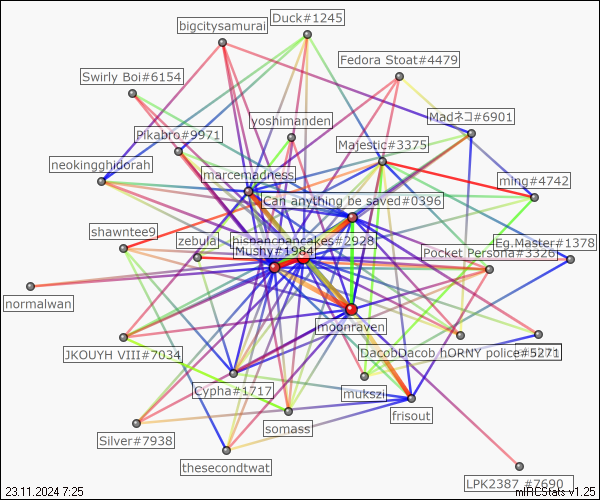 Duck#1245
bigcitysamurai
Fedora Stoat#4479
Swirly Boi#6154
Madネコ#6901
yoshimanden
Pikabro#9971
Majestic#3375
neokingghidorah
marcemadness
ming#4742
Can anything be saved#0396
shawntee9
zebula
hispanicpancakes#2928
Eg.Master#1378
Mushy#1984
Pocket Persona#3326
normalwan
moonraven
JKOUYH VIII#7034
DacobDacob
hORNY police#5271
Cypha#1717
mukszi
frisout
somass
Silver#7938
thesecondtwat
LPK2387 #7690
23.11.2024 7:25
mIRCStats v1.25